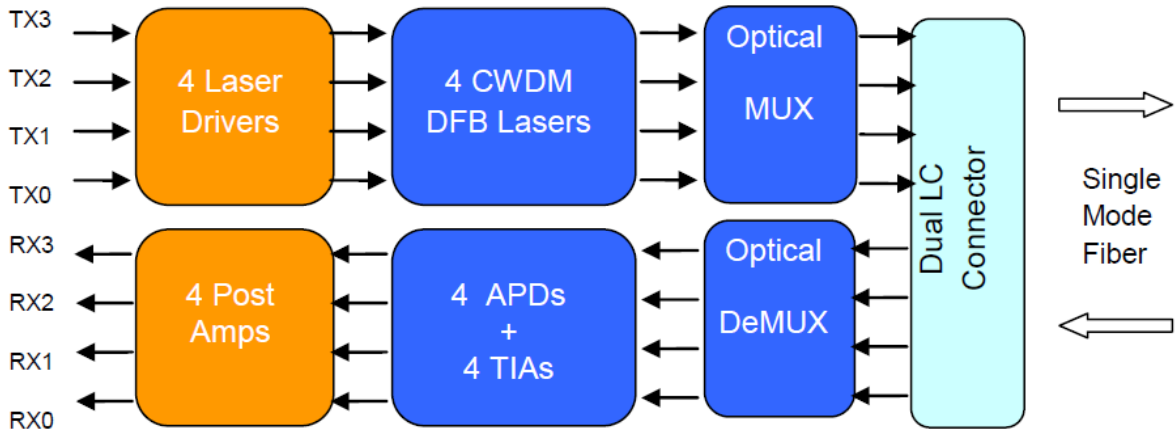 TX3
TX2
TX1
TX0
4 Laser
Drivers
4 CWDM
DFB Lasers
Optical
MUX
RX3
RX2
RX1
RX0
4 Post
Amps
4 APDs
+
4 TIAs
Optical
DeMUX
Dual LC
Connector
Single
Mode
Fiber